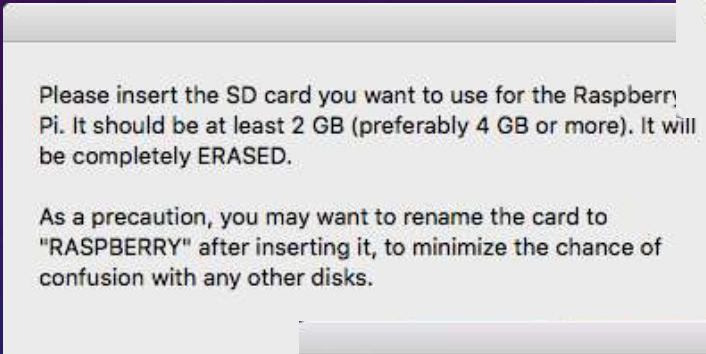 Please insert the SD card you want to use for the Raspberry
Pi. It should be at least 2 GB (preferably 4 GB or more). It will
be completely ERASED.
As a precaution, you may want to rename the card to
"RASPBERRY" after inserting it, to minimize the chance of
confusion with any other disks.